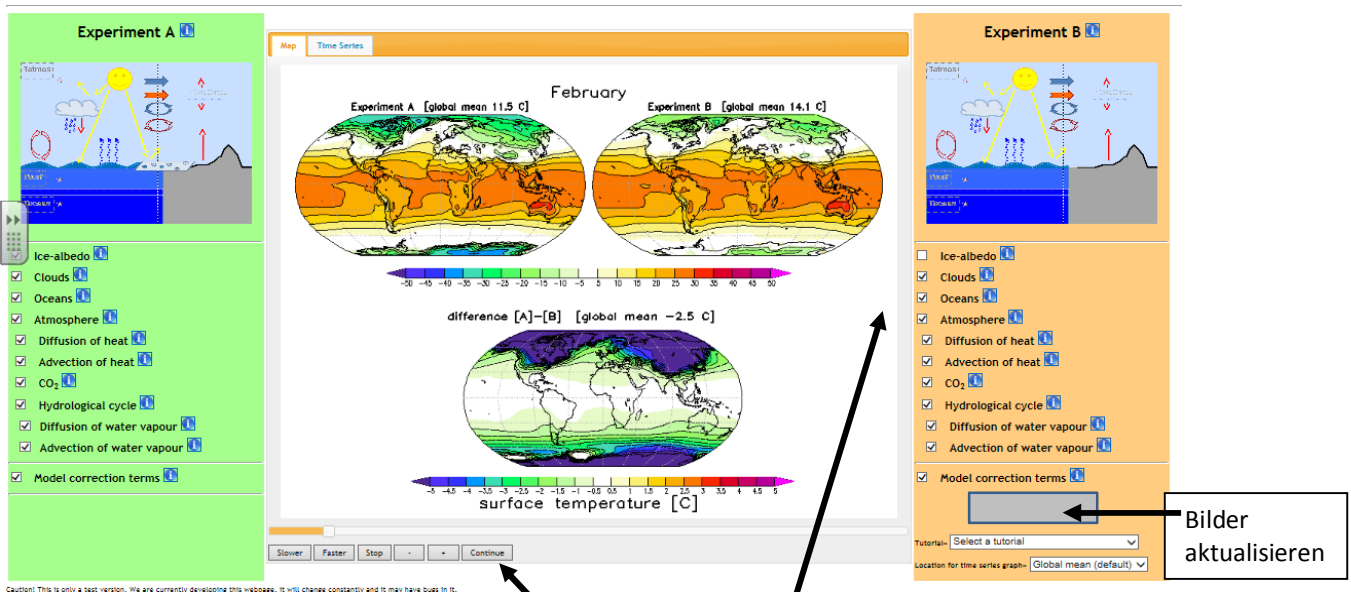 Experiment A
Tatmos
Tocean
Ice-albedo
Clouds
Oceans
Atmosphere
Diffusion of heat
Advection of heat
CO₂
Hydrological cycle
Diffusion of water vapour
Advection of water vapour
Model correction terms
Map Time Series
February
Experiment A [global mean 11.5 C]
Experiment B [global mean 14.1 C]
-50 -45 -40 -35 -30 -25 -20 -15 -10 -5 5 10 15 20 25 30 35 40 45 50
difference [A]-[B] [global mean -2.5 C]
-5 -4.5 -4 -3.5 -3 -2.5 -2 -1.5 -1 -0.5 0.5 1 1.5 2 2.5 3 3.5 4 4.5 5
surface temperature [C]
Slower Faster Stop - + Continue
Experiment B
Tatmos
Tocean
Ice-albedo
Clouds
Oceans
Atmosphere
Diffusion of heat
Advection of heat
CO₂
Hydrological cycle
Diffusion of water vapour
Advection of water vapour
Model correction terms
Tutorial= Select a tutorial
Location for time series graph= Global mean (default)
Bilder
aktualisieren
Caution! This is only a test version. We are currently developing this webpage. It will change constantly and it may have bugs in it.